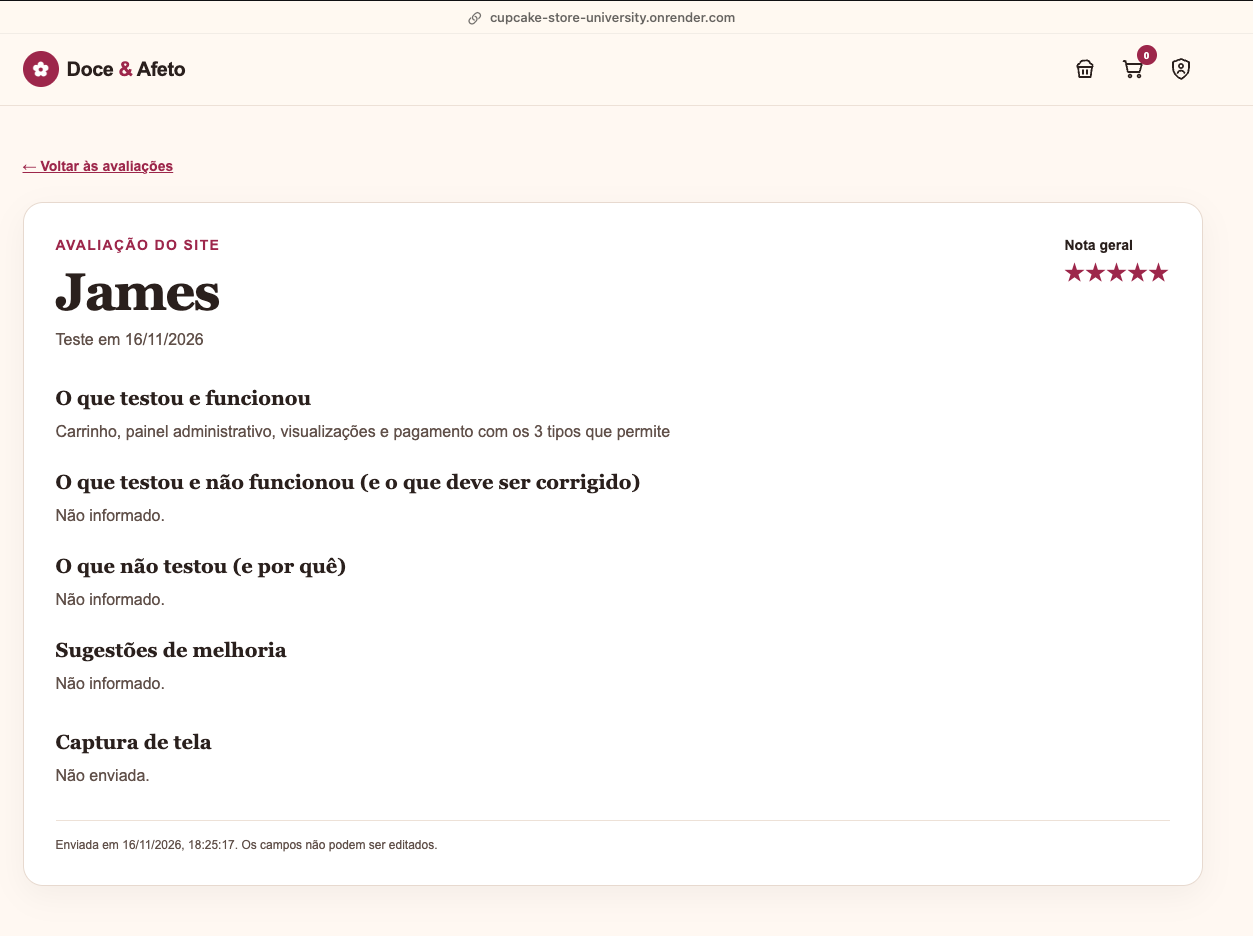 cupcake-store-university.onrender.com
Doce & Afeto
0
← Voltar às avaliações
AVALIAÇÃO DO SITE
Nota geral
★★★★★
James
Teste em 16/11/2026
O que testou e funcionou
Carrinho, painel administrativo, visualizações e pagamento com os 3 tipos que permite
O que testou e não funcionou (e o que deve ser corrigido)
Não informado.
O que não testou (e por quê)
Não informado.
Sugestões de melhoria
Não informado.
Captura de tela
Não enviada.
Enviada em 16/11/2026, 18:25:17. Os campos não podem ser editados.